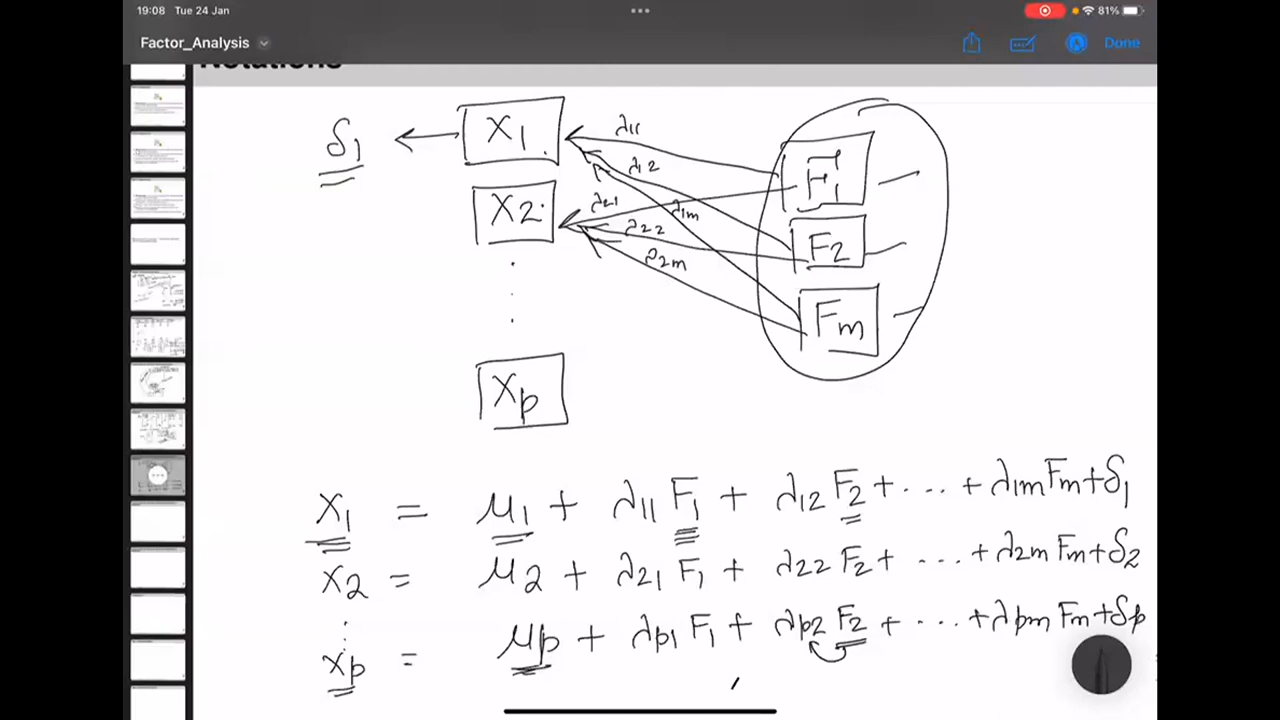 19:08 Tue 24 Jan
81%
Factor_Analysis
Done
Notations
δ1 X1 λ11 F1
λ12
X2 λ21 λ1m F2
λ22
λ2m Fm
Xp
X1 = μ1 + λ11 F1 + λ12 F2 + .... + λ1m Fm + δ1
X2 = μ2 + λ21 F1 + λ22 F2 + .... + λ2m Fm + δ2
Xp = μp + λp1 F1 + λp2 F2 + .... + λpm Fm + δp